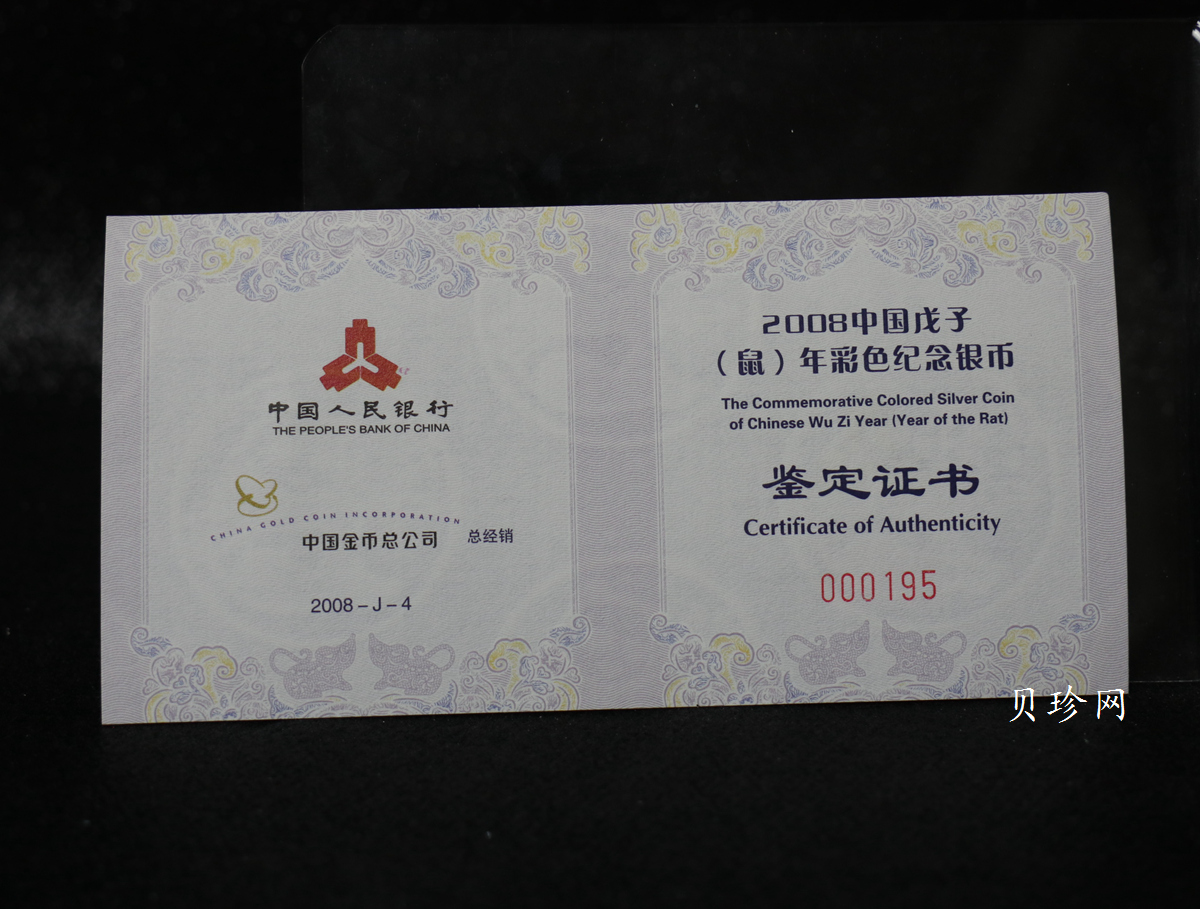 中国人民银行
THE PEOPLE'S BANK OF CHINA
CHINA GOLD COIN INCORPORATION
中国金币总公司 总经销
2008-J-4
2008中国戊子
（鼠）年彩色纪念银币
The Commemorative Colored Silver Coin
of Chinese Wu Zi Year (Year of the Rat)
鉴定证书
Certificate of Authenticity
000195
贝珍网